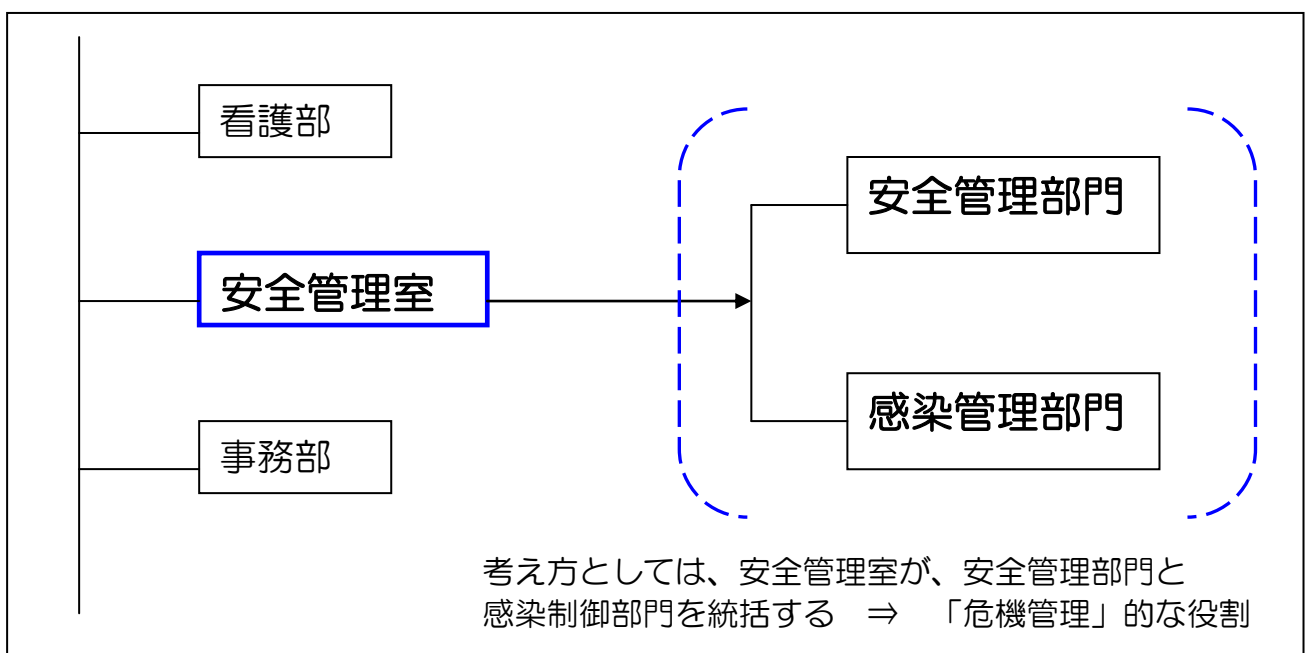 看護部
安全管理室
事務部
安全管理部門
感染管理部門
考え方としては、安全管理室が、安全管理部門と
感染制御部門を統括する　⇒　「危機管理」的な役割